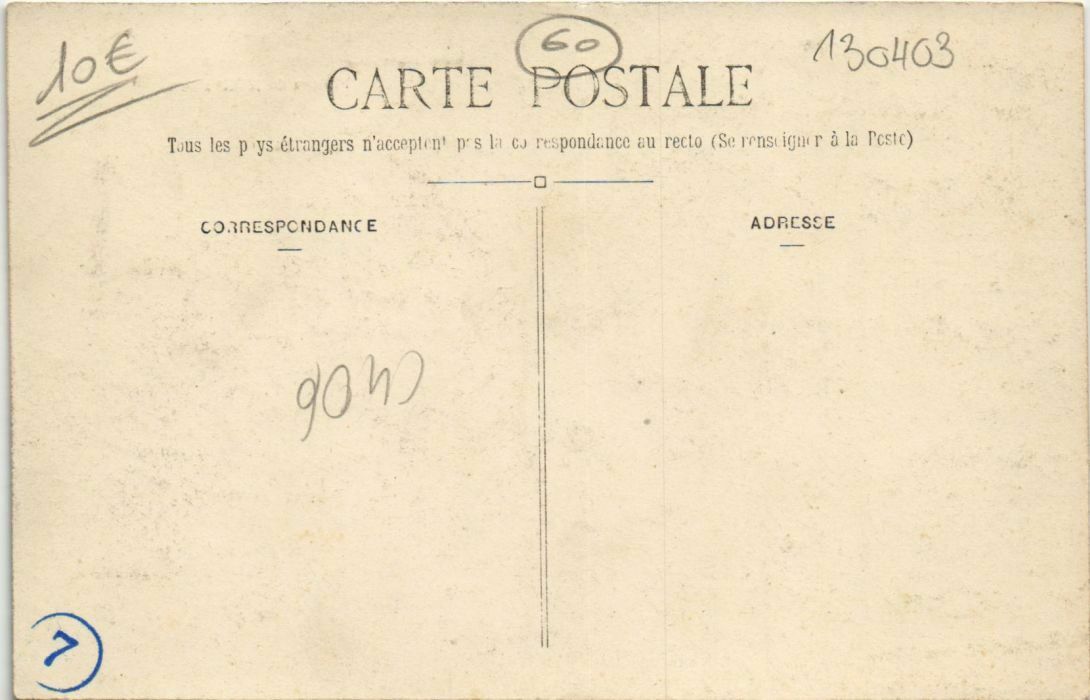 10€
60
130403
CARTE POSTALE
Tous les pays étrangers n'acceptent pas la correspondance au recto (Se renseigner à la Poste)
CORRESPONDANCE
ADRESSE
7